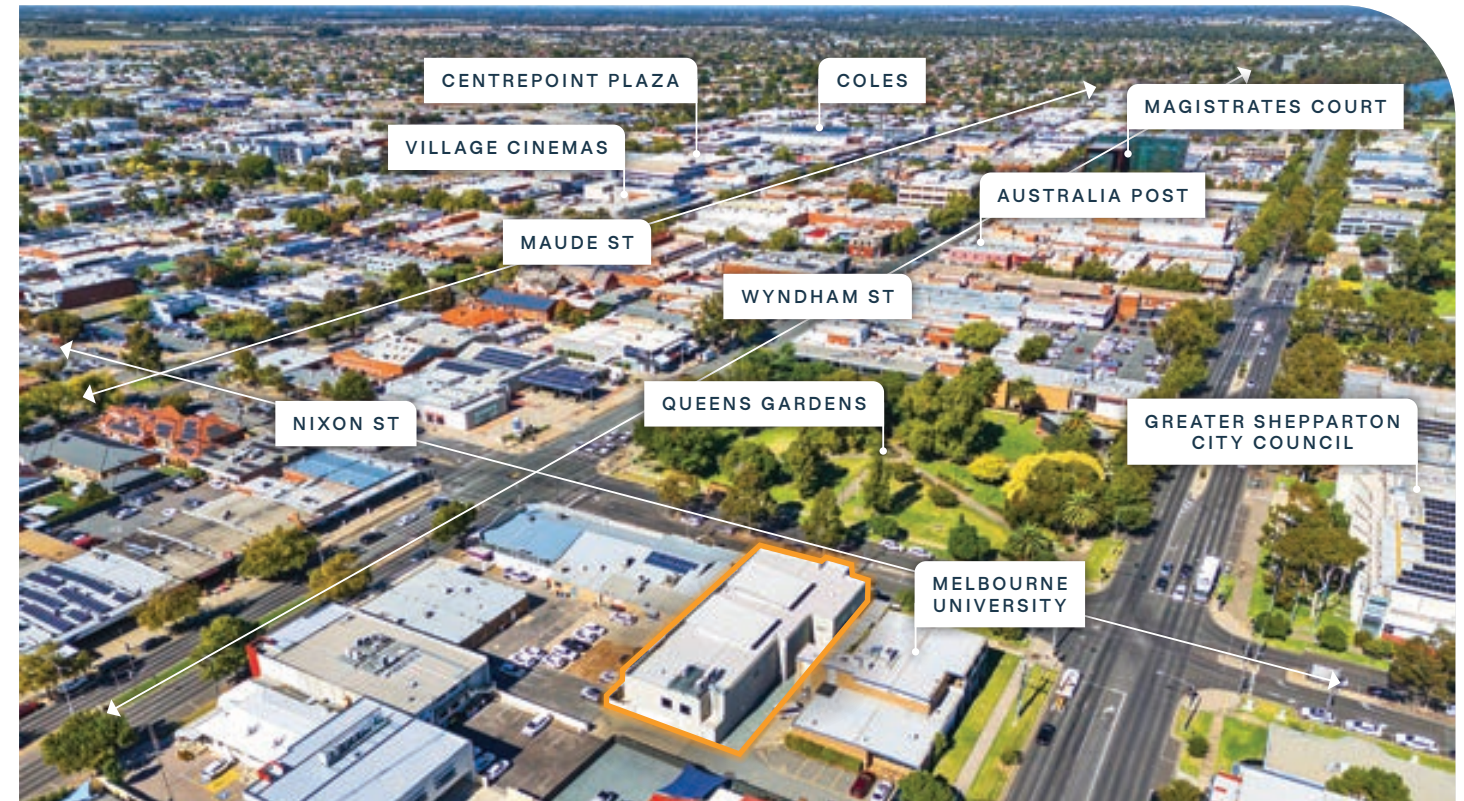 CENTREPOINT PLAZA
COLES
MAGISTRATES COURT
VILLAGE CINEMAS
AUSTRALIA POST
MAUDE ST
WYNDHAM ST
QUEENS GARDENS
NIXON ST
GREATER SHEPPARTON
CITY COUNCIL
MELBOURNE
UNIVERSITY